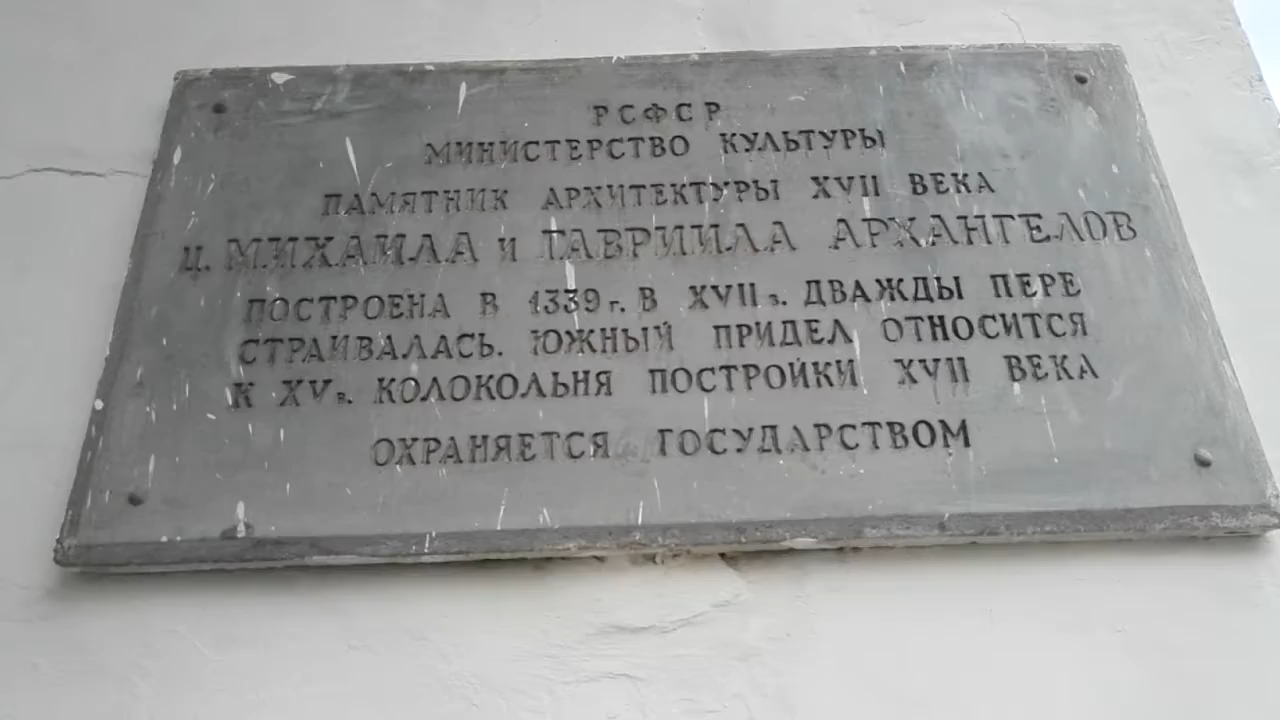 РСФСР
МИНИСТЕРСТВО КУЛЬТУРЫ
ПАМЯТНИК АРХИТЕКТУРЫ XVII ВЕКА
Ц. МИХАИЛА И ГАВРИИЛА АРХАНГЕЛОВ
ПОСТРОЕНА В 1339 г. В XVII в. ДВАЖДЫ ПЕРЕ
СТРАИВАЛАСЬ. ЮЖНЫЙ ПРИДЕЛ ОТНОСИТСЯ
К XV в. КОЛОКОЛЬНЯ ПОСТРОЙКИ XVII ВЕКА
ОХРАНЯЕТСЯ ГОСУДАРСТВОМ